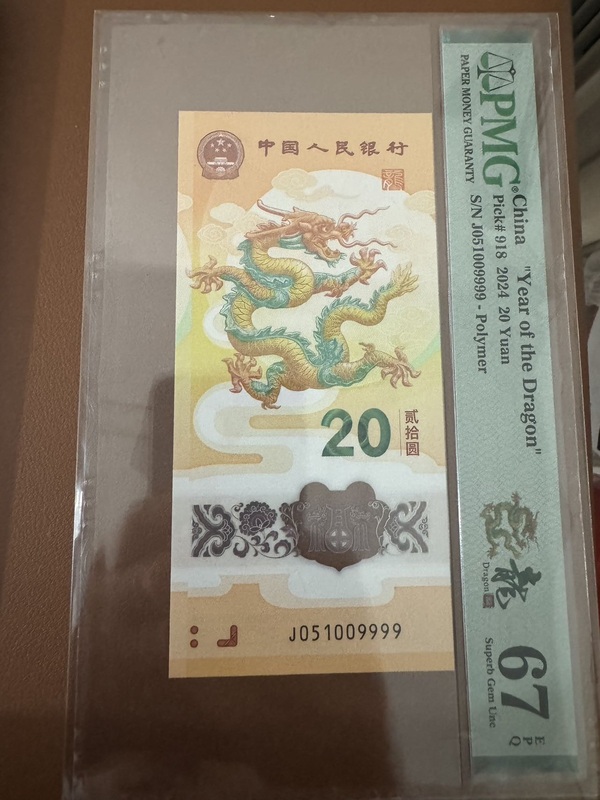 中国人民银行
龍
20
贰拾圆
J051009999
PMG®
PAPER MONEY GUARANTY
China "Year of the Dragon"
Pick# 918 2024 20 Yuan
S/N J051009999 - Polymer
龍
Dragon
67
EPQ
Superb Gem Unc